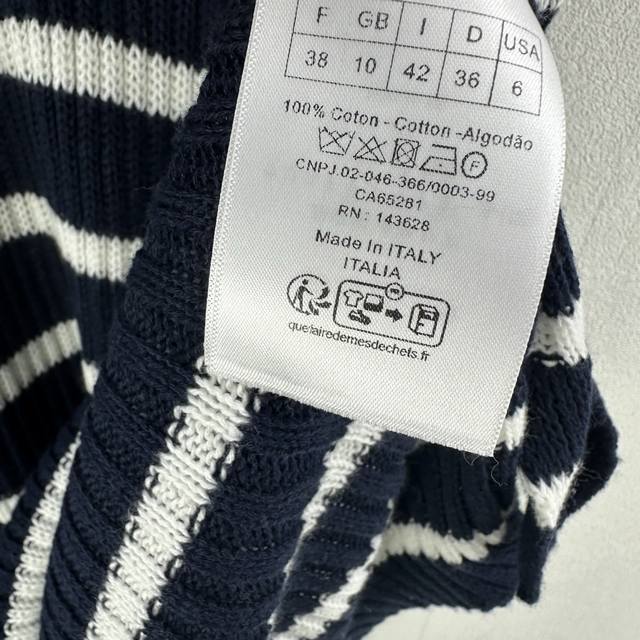 F GB I D USA
38 10 42 36 6
100% Coton - Cotton -Algodão
CNPJ.02-046-366/0003-99
CA65281
RN : 143628
Made In ITALY
ITALIA
quefairedemesdechets.fr